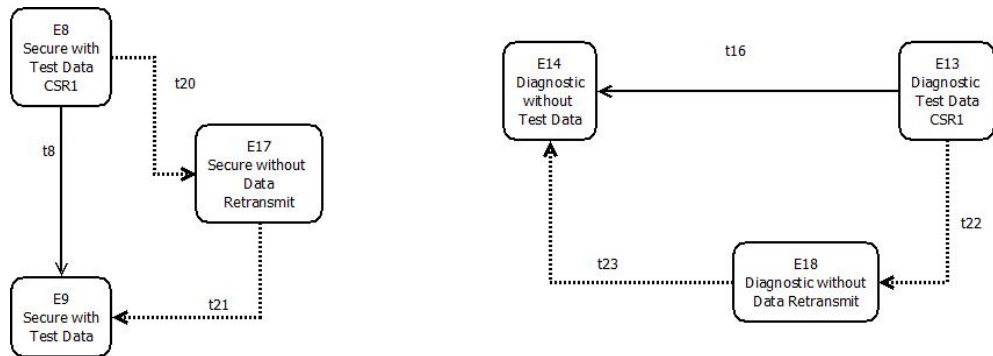 E8
Secure with
Test Data
CSR1
t20
t8
E17
Secure without
Data
Retransmit
t21
E9
Secure with
Test Data
t16
E14
Diagnostic
without
Test Data
E13
Diagnostic
Test Data
CSR1
t22
t23
E18
Diagnostic without
Data Retransmit